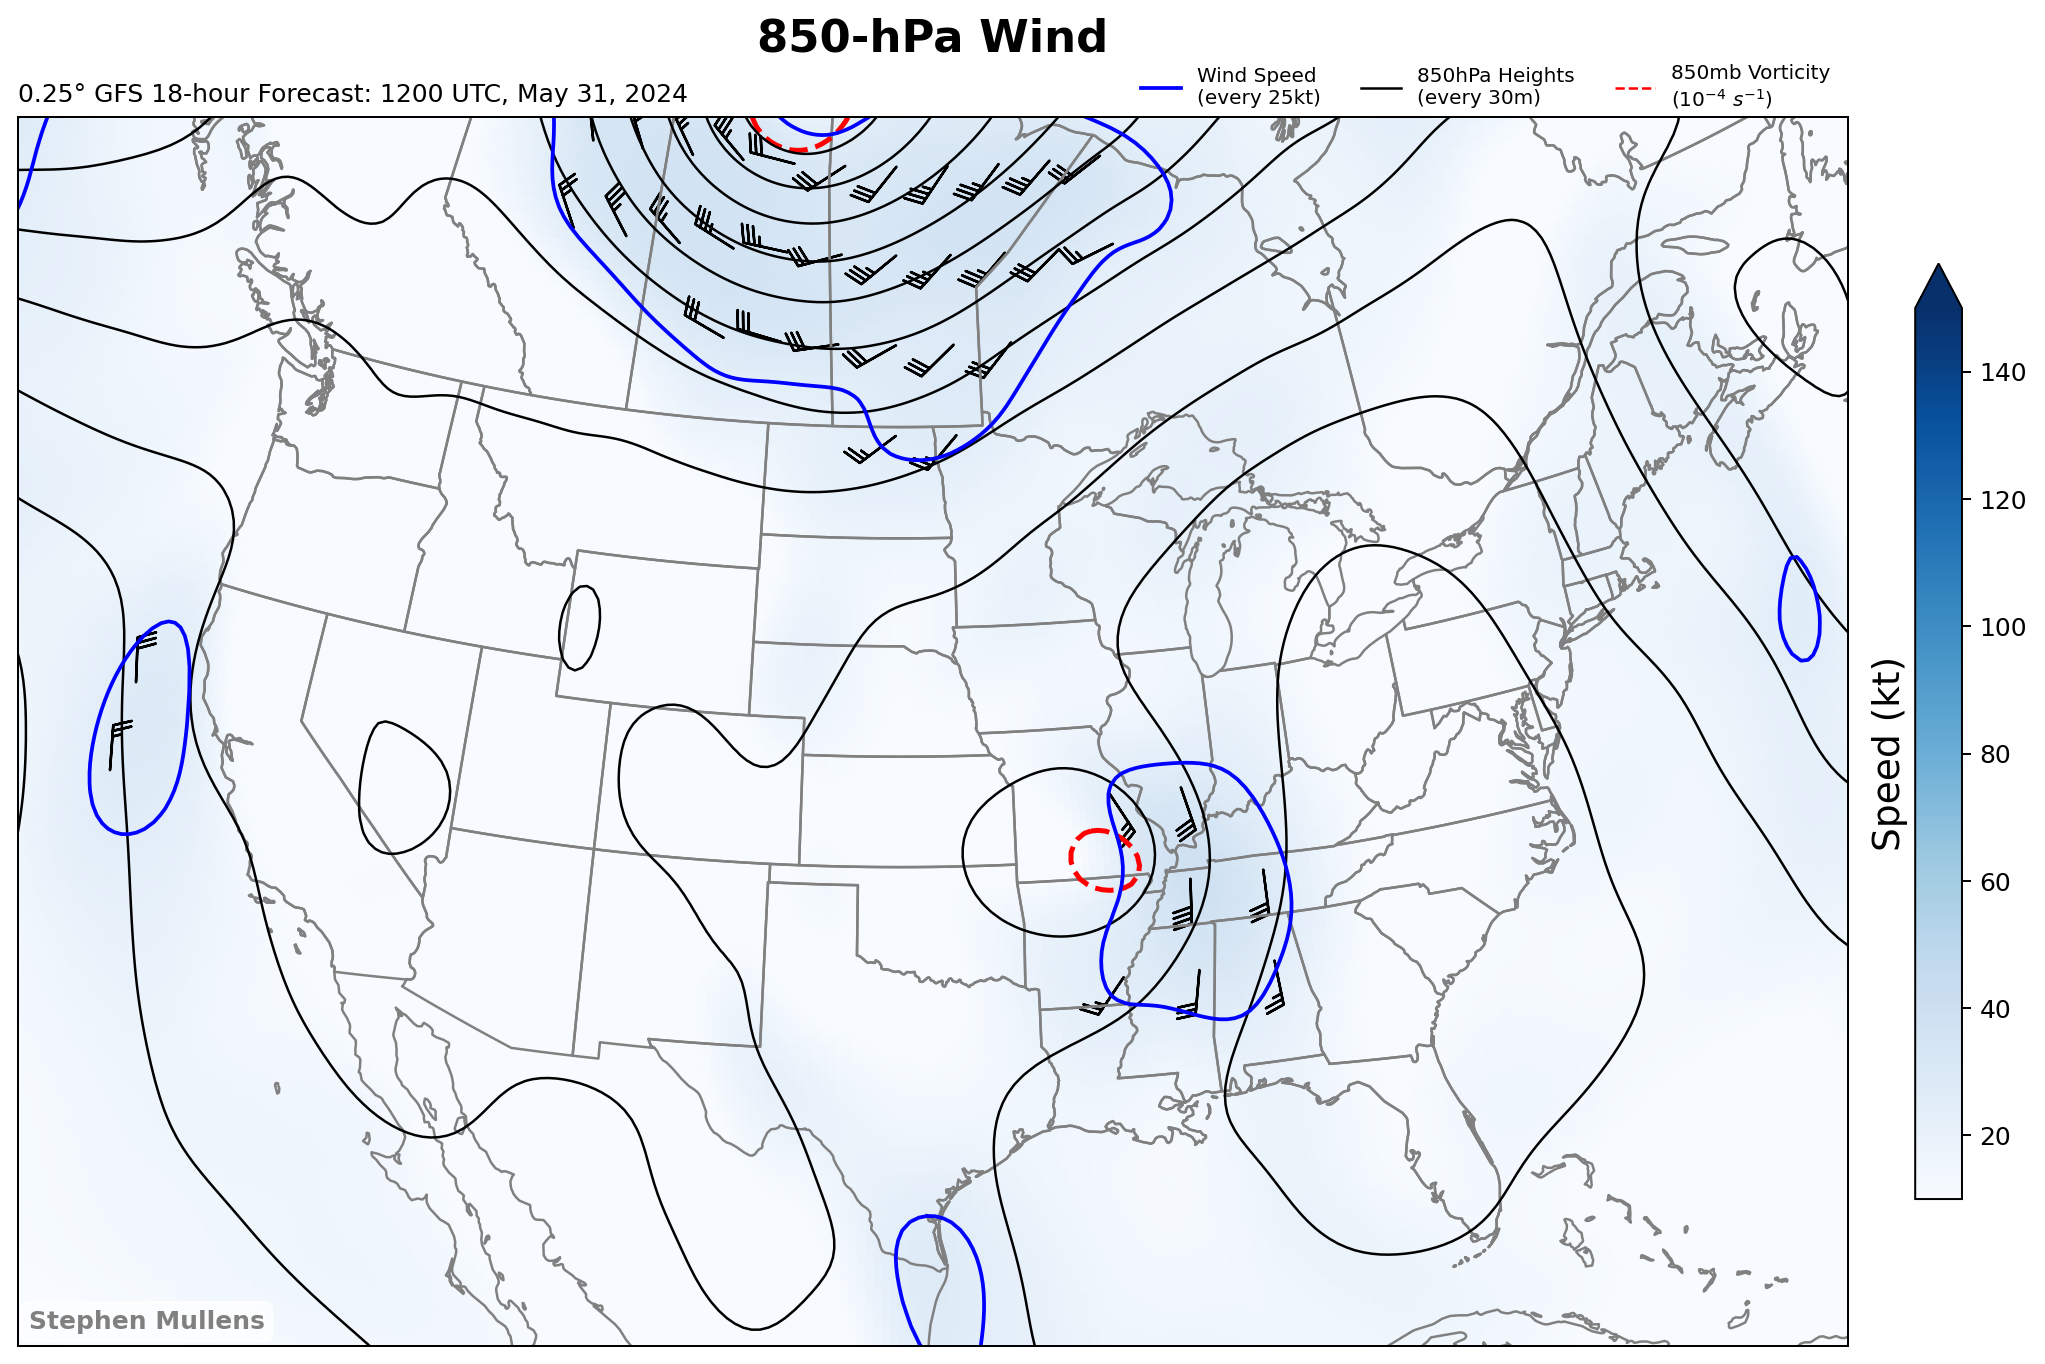 850-hPa Wind
0.25° GFS 18-hour Forecast: 1200 UTC, May 31, 2024
Wind Speed
(every 25kt)
850hPa Heights
(every 30m)
850mb Vorticity
(10⁻⁴ s⁻¹)
140
120
100
80
60
40
20
Speed (kt)
Stephen Mullens